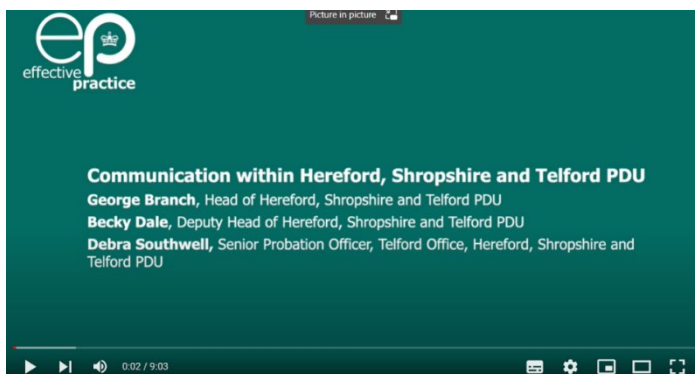 Picture in picture
ep
effective
practice
Communication within Hereford, Shropshire and Telford PDU
George Branch, Head of Hereford, Shropshire and Telford PDU
Becky Dale, Deputy Head of Hereford, Shropshire and Telford PDU
Debra Southwell, Senior Probation Officer, Telford Office, Hereford, Shropshire and
Telford PDU
0:02 / 9:03